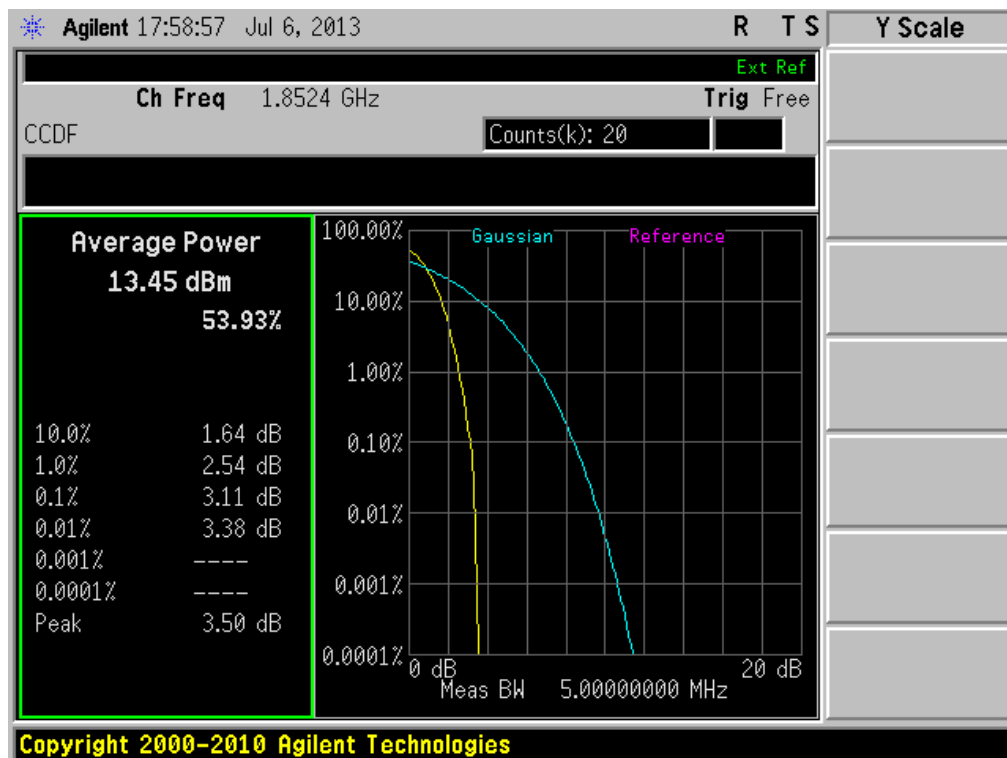 Agilent 17:58:57 Jul 6, 2013 R T S
Y Scale
Ext Ref
Ch Freq 1.8524 GHz Trig Free
CCDF Counts(k): 20
Average Power
13.45 dBm
53.93%
10.0% 1.64 dB
1.0% 2.54 dB
0.1% 3.11 dB
0.01% 3.38 dB
0.001% ----
0.0001% ----
Peak 3.50 dB
100.00%
Gaussian Reference
10.00%
1.00%
0.10%
0.01%
0.001%
0.0001%
0 dB 20 dB
Meas BW 5.00000000 MHz
Copyright 2000-2010 Agilent Technologies